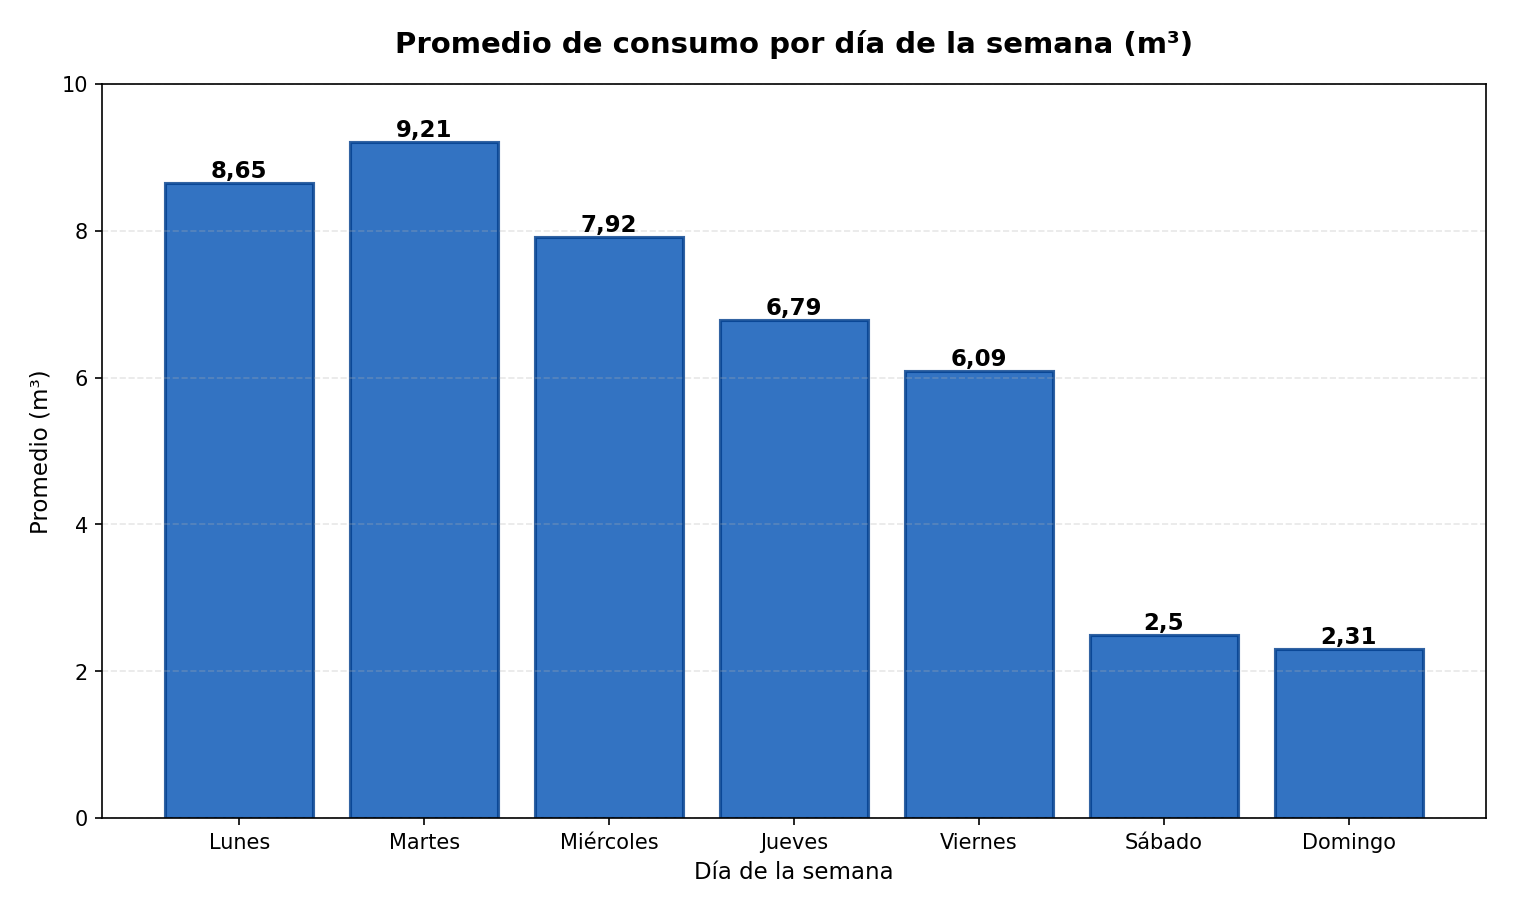 Promedio de consumo por día de la semana (m³)
10
8
6
4
2
0
Promedio (m³)
8,65
9,21
7,92
6,79
6,09
2,5
2,31
Lunes
Martes
Miércoles
Jueves
Viernes
Sábado
Domingo
Día de la semana